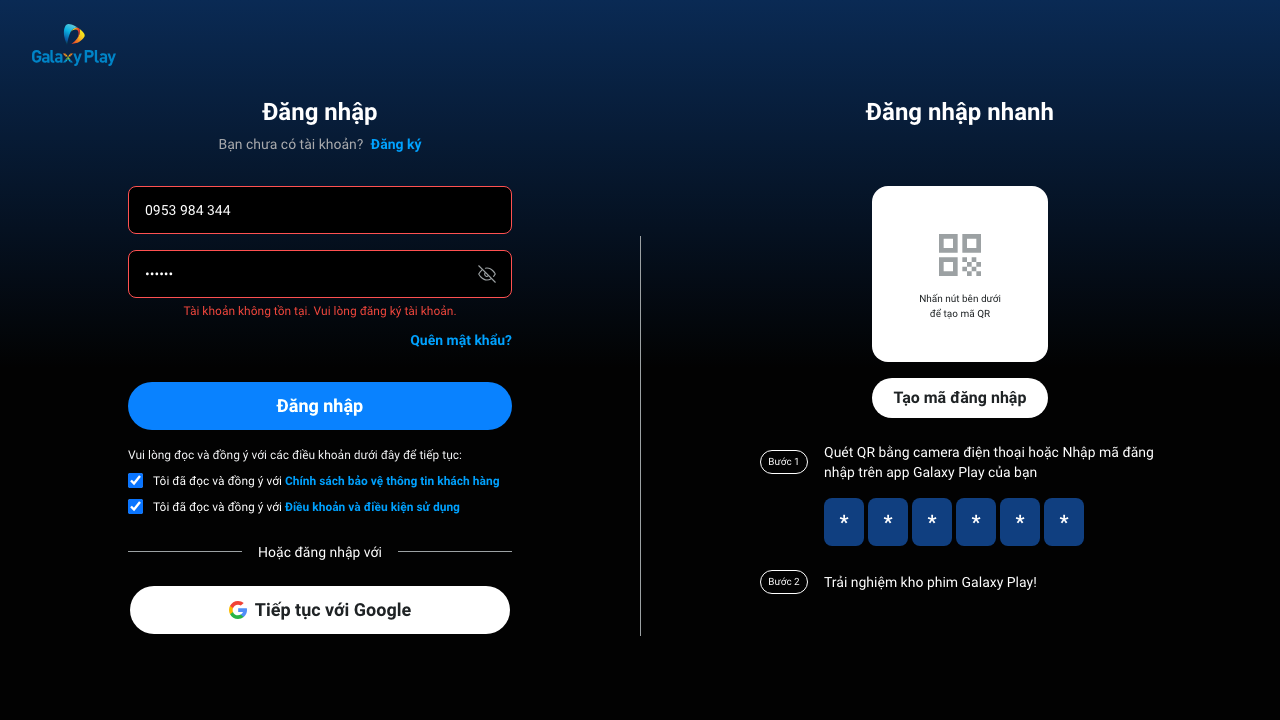 Galaxy Play
Đăng nhập
Bạn chưa có tài khoản? Đăng ký
0953 984 344
••••••
Tài khoản không tồn tại. Vui lòng đăng ký tài khoản.
Quên mật khẩu?
Đăng nhập
Vui lòng đọc và đồng ý với các điều khoản dưới đây để tiếp tục:
Tôi đã đọc và đồng ý với Chính sách bảo vệ thông tin khách hàng
Tôi đã đọc và đồng ý với Điều khoản và điều kiện sử dụng
Hoặc đăng nhập với
Tiếp tục với Google
Đăng nhập nhanh
Nhấn nút bên dưới
để tạo mã QR
Tạo mã đăng nhập
Bước 1
Quét QR bằng camera điện thoại hoặc Nhập mã đăng
nhập trên app Galaxy Play của bạn
* * * * * *
Bước 2
Trải nghiệm kho phim Galaxy Play!